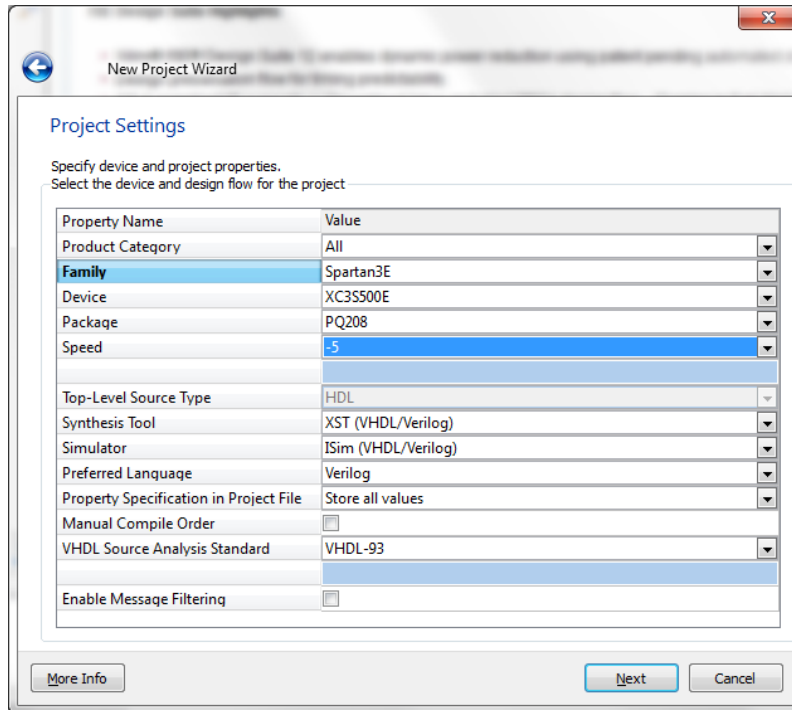 New Project Wizard
Project Settings
Specify device and project properties.
Select the device and design flow for the project
Property Name Value
Product Category All
Family Spartan3E
Device XC3S500E
Package PQ208
Speed -5
Top-Level Source Type HDL
Synthesis Tool XST (VHDL/Verilog)
Simulator ISim (VHDL/Verilog)
Preferred Language Verilog
Property Specification in Project File Store all values
Manual Compile Order
VHDL Source Analysis Standard VHDL-93
Enable Message Filtering
More Info Next Cancel